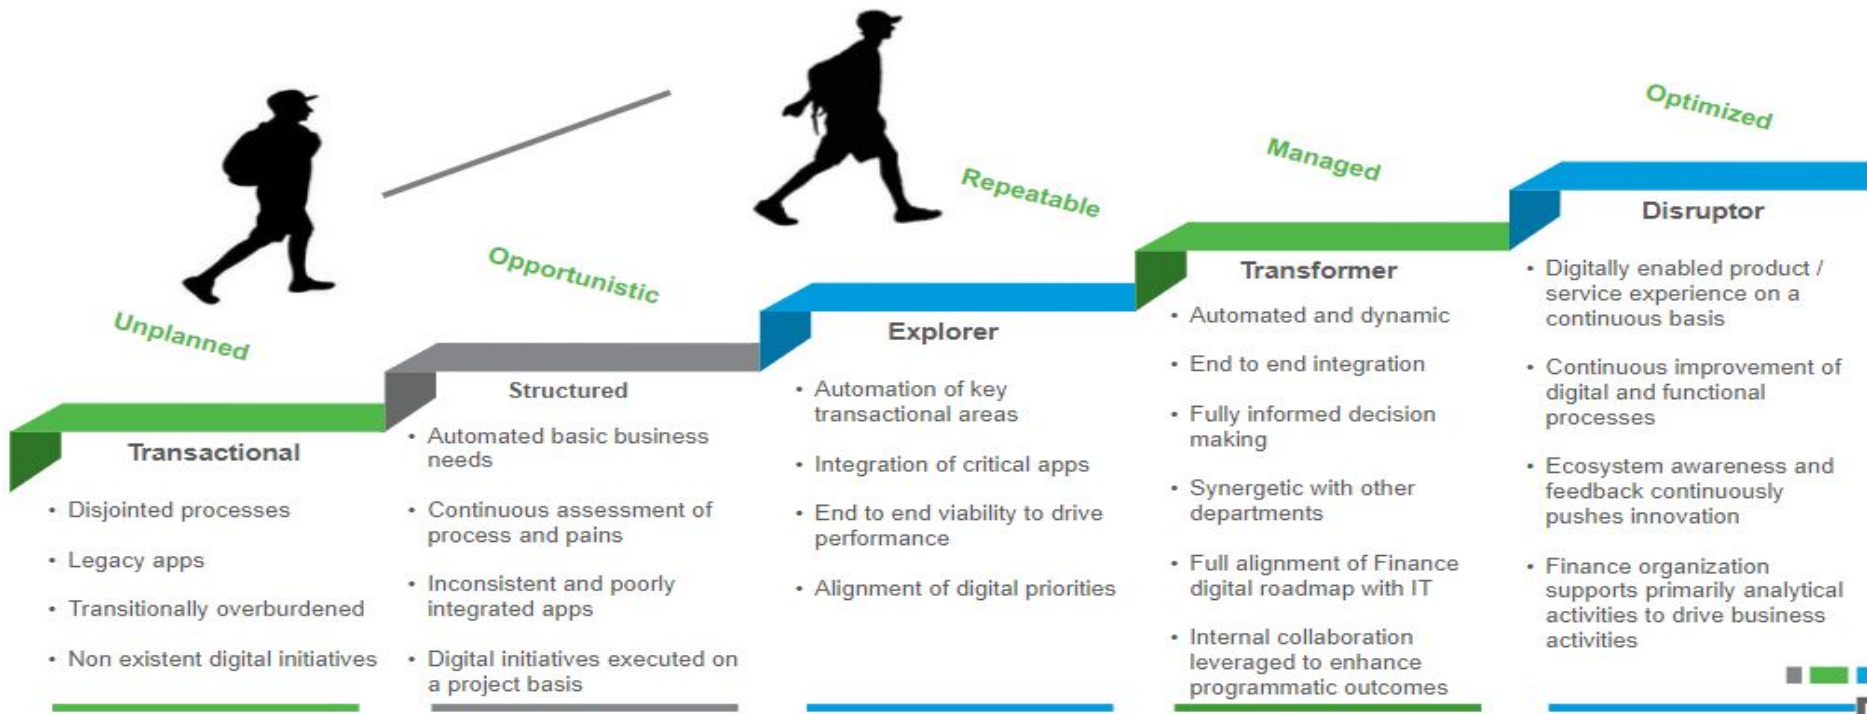 Unplanned
Transactional
• Disjointed processes
• Legacy apps
• Transitionally overburdened
• Non existent digital initiatives
Opportunistic
Structured
• Automated basic business
needs
• Continuous assessment of
process and pains
• Inconsistent and poorly
integrated apps
• Digital initiatives executed on
a project basis
Repeatable
Explorer
• Automation of key
transactional areas
• Integration of critical apps
• End to end viability to drive
performance
• Alignment of digital priorities
Managed
Transformer
• Automated and dynamic
• End to end integration
• Fully informed decision
making
• Synergetic with other
departments
• Full alignment of Finance
digital roadmap with IT
• Internal collaboration
leveraged to enhance
programmatic outcomes
Optimized
Disruptor
• Digitally enabled product /
service experience on a
continuous basis
• Continuous improvement of
digital and functional
processes
• Ecosystem awareness and
feedback continuously
pushes innovation
• Finance organization
supports primarily analytical
activities to drive business
activities